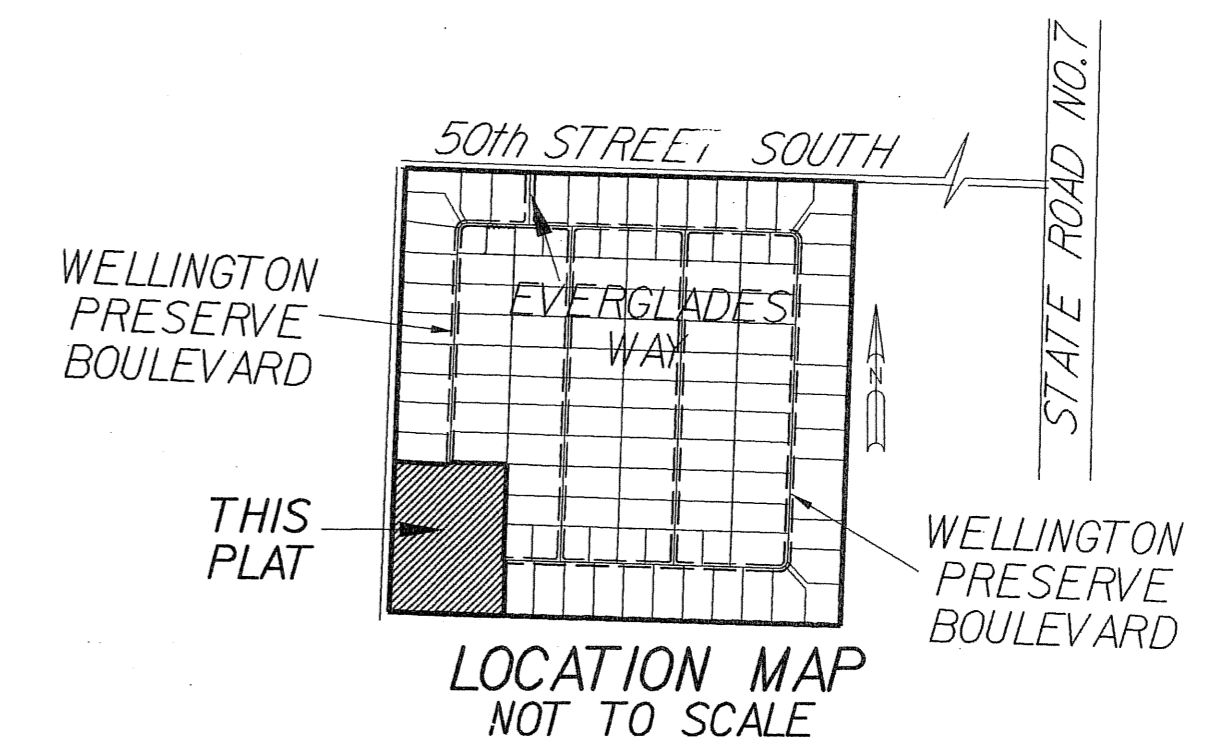 50th STREET SOUTH
STATE ROAD NO.7
WELLINGTON
PRESERVE
BOULEVARD
EVERGLADES
WAY
N
THIS
PLAT
WELLINGTON
PRESERVE
BOULEVARD
LOCATION MAP
NOT TO SCALE